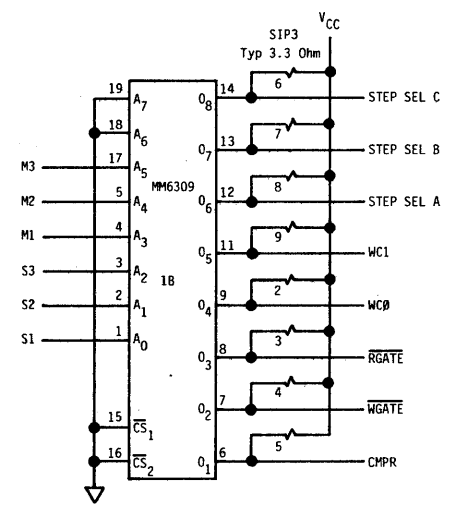 VCC
SIP3
Typ 3.3 Ohm
19 A7 O8 14 6 STEP SEL C
18 A6
7
O7 13 STEP SEL B
M3 17 A5
MM6309
8
M2 5 A4 O6 12 STEP SEL A
M1 4 A3
9
O5 11 WC1
S3 3 A2
1B
2
S2 2 A1 O4 9 WCØ
S1 1 A0
3
O3 8 RGATE
4
O2 7 WGATE
15 CS1
5
16 CS2 O1 6 CMPR